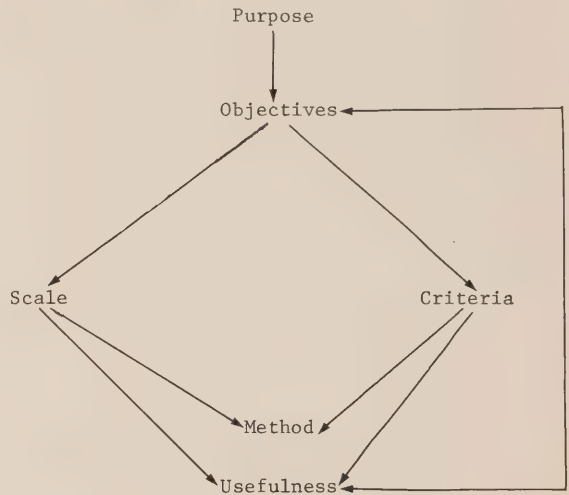 Purpose
Objectives
Scale
Criteria
Method
Usefulness